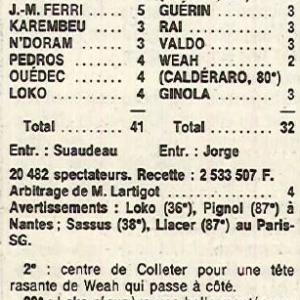 J.-M. FERRI ..... 5 GUÉRIN ..... 3
KAREMBEU ..... 3 RAI ..... 3
N'DORAM ..... 3 VALDO ..... 3
PEDROS ..... 4 WEAH ..... 2
OUÉDEC ..... 4 (CALDÉRARO, 80°)
LOKO ..... 4 GINOLA ..... 3
Total ..... 41 Total ..... 32
Entr. : Suaudeau Entr. : Jorge
20 482 spectateurs. Recette : 2 533 507 F.
Arbitrage de M. Lartigot ..... 4
Avertissements : Loko (36°), Pignol (87°) à
Nantes ; Sassus (38°), Llacer (87°) au Paris-
SG.
2° : centre de Colleter pour une tête
rasante de Weah qui passe à côté.